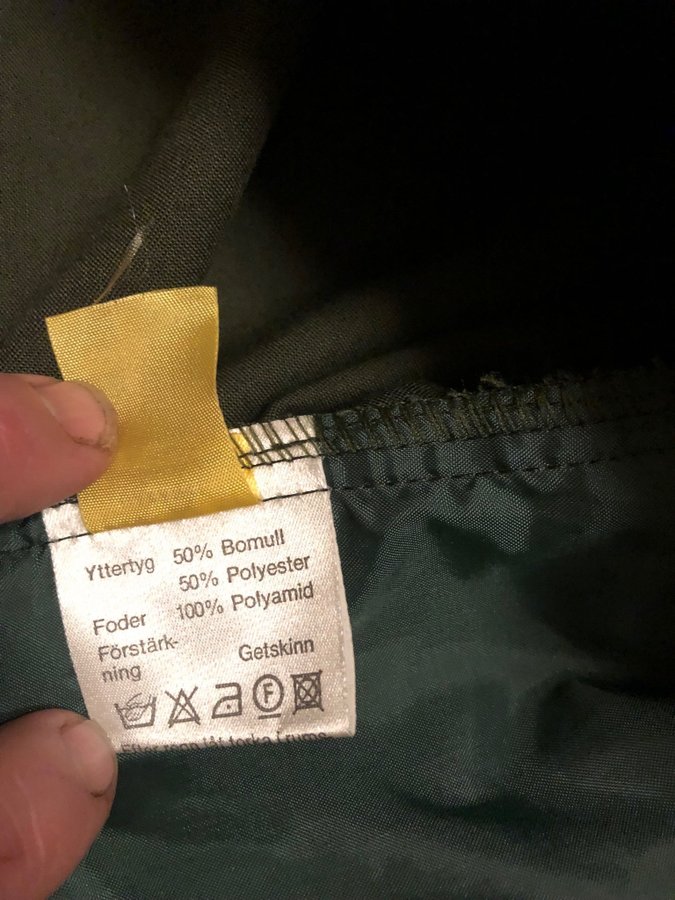 Yttertyg 50% Bomull
50% Polyester
Foder 100% Polyamid
Förstärk-
ning Getskinn
F